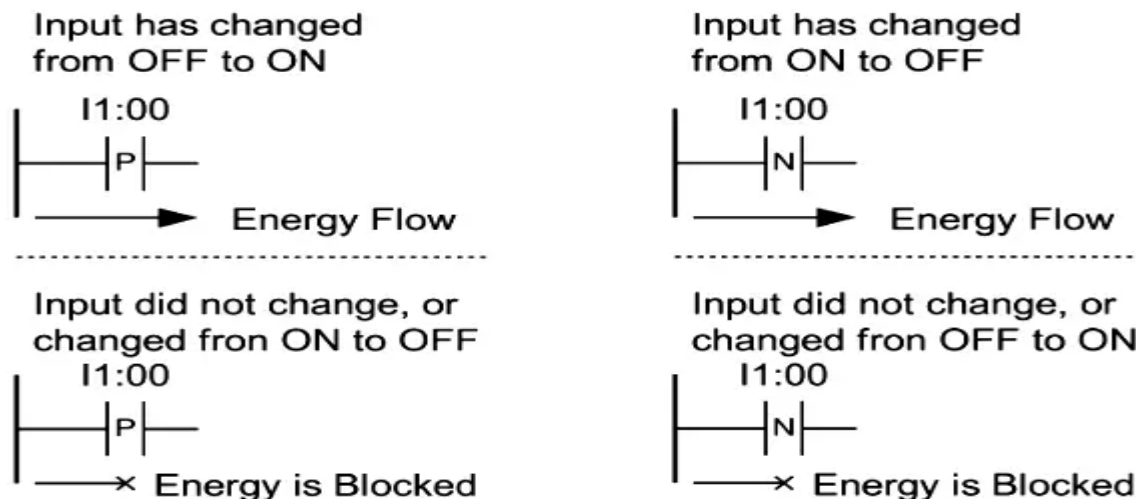 Input has changed
from OFF to ON
I1:00
P
Energy Flow
Input did not change, or
changed fron ON to OFF
I1:00
P
Energy is Blocked
Input has changed
from ON to OFF
I1:00
N
Energy Flow
Input did not change, or
changed fron OFF to ON
I1:00
N
Energy is Blocked